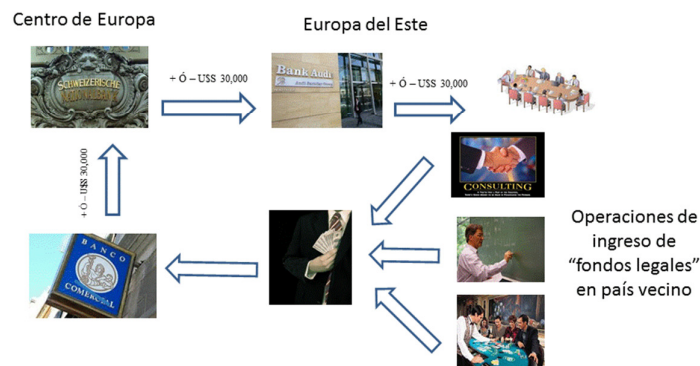 Centro de Europa
Europa del Este
SCHWEIZERISCHE
+ Ó – U$S 30,000
Bank Audi
+ Ó – U$S 30,000
+ Ó – U$S 30,000
CONSULTING
BANCO
COMERCIAL
Operaciones de
ingreso de
“fondos legales”
en país vecino